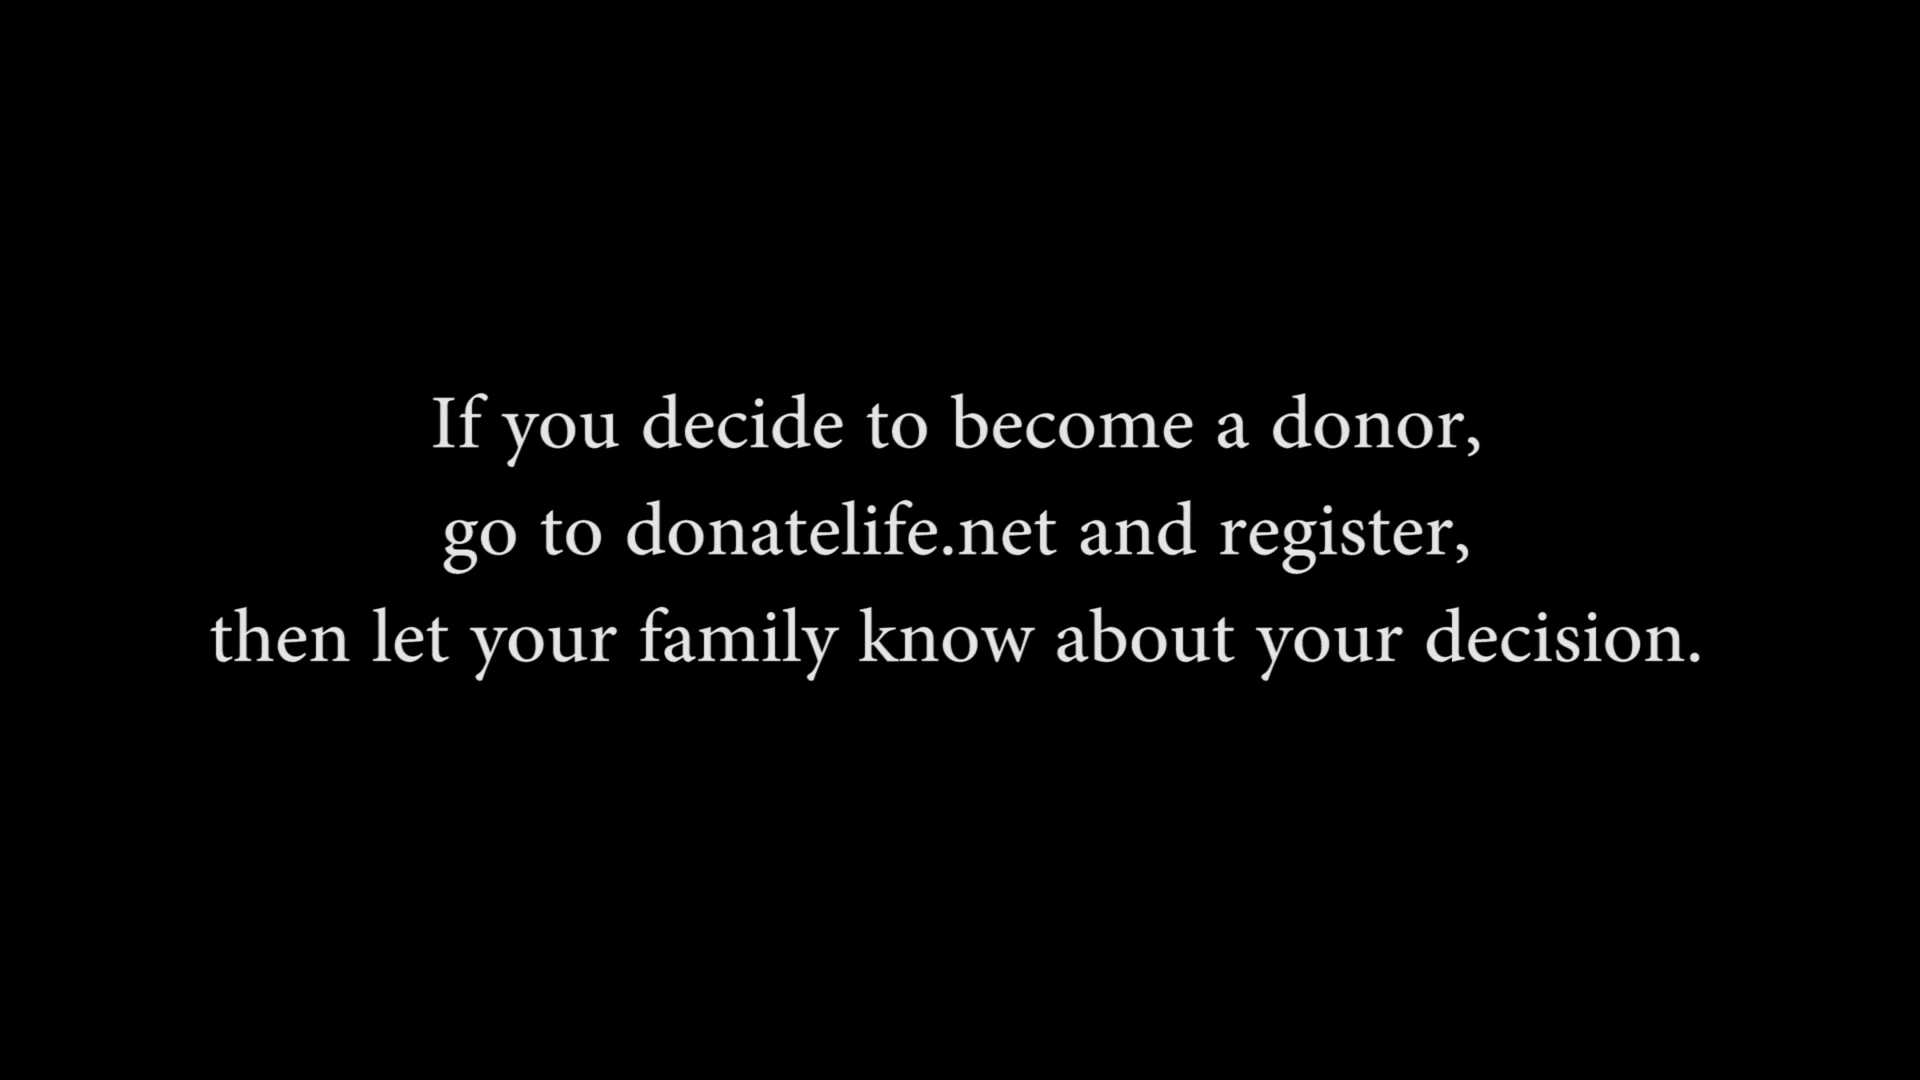 If you decide to become a donor,
go to donatelife.net and register,
then let your family know about your decision.